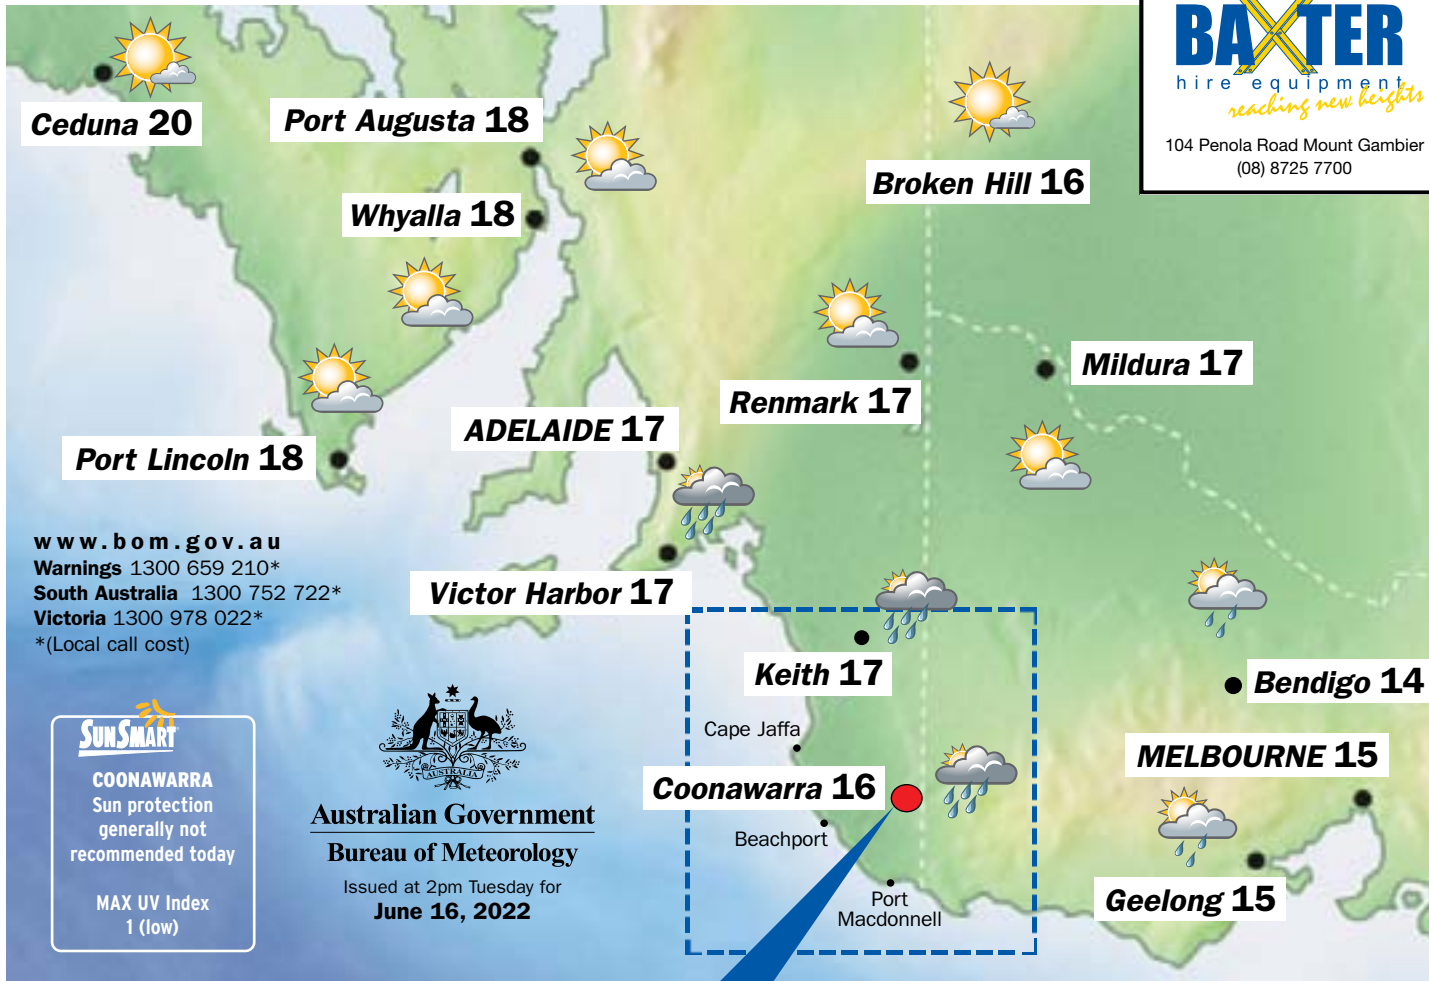 BAXTER
hire equipment
reaching new heights
104 Penola Road Mount Gambier
(08) 8725 7700
Ceduna 20
Port Augusta 18
Whyalla 18
Broken Hill 16
Renmark 17
Mildura 17
ADELAIDE 17
Port Lincoln 18
Victor Harbor 17
www.bom.gov.au
Warnings 1300 659 210*
South Australia 1300 752 722*
Victoria 1300 978 022*
*(Local call cost)
Keith 17
Bendigo 14
Cape Jaffa
MELBOURNE 15
Coonawarra 16
Beachport
Port
Macdonnell
Geelong 15
SUNSMART
COONAWARRA
Sun protection
generally not
recommended today
MAX UV Index
1 (low)
AUSTRALIA
Australian Government
Bureau of Meteorology
Issued at 2pm Tuesday for
June 16, 2022